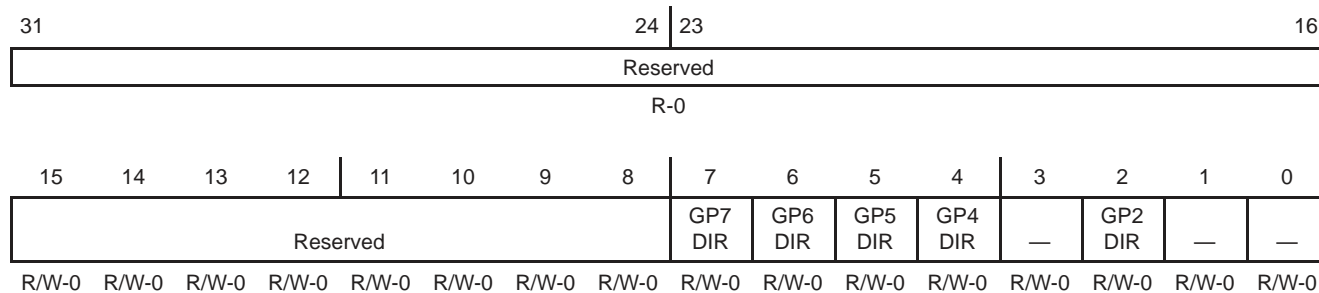 31 24 23 16
Reserved
R-0
15 14 13 12 11 10 9 8 7 6 5 4 3 2 1 0
GP7 GP6 GP5 GP4 GP2
Reserved DIR DIR DIR DIR — DIR — —
R/W-0 R/W-0 R/W-0 R/W-0 R/W-0 R/W-0 R/W-0 R/W-0 R/W-0 R/W-0 R/W-0 R/W-0 R/W-0 R/W-0 R/W-0 R/W-0